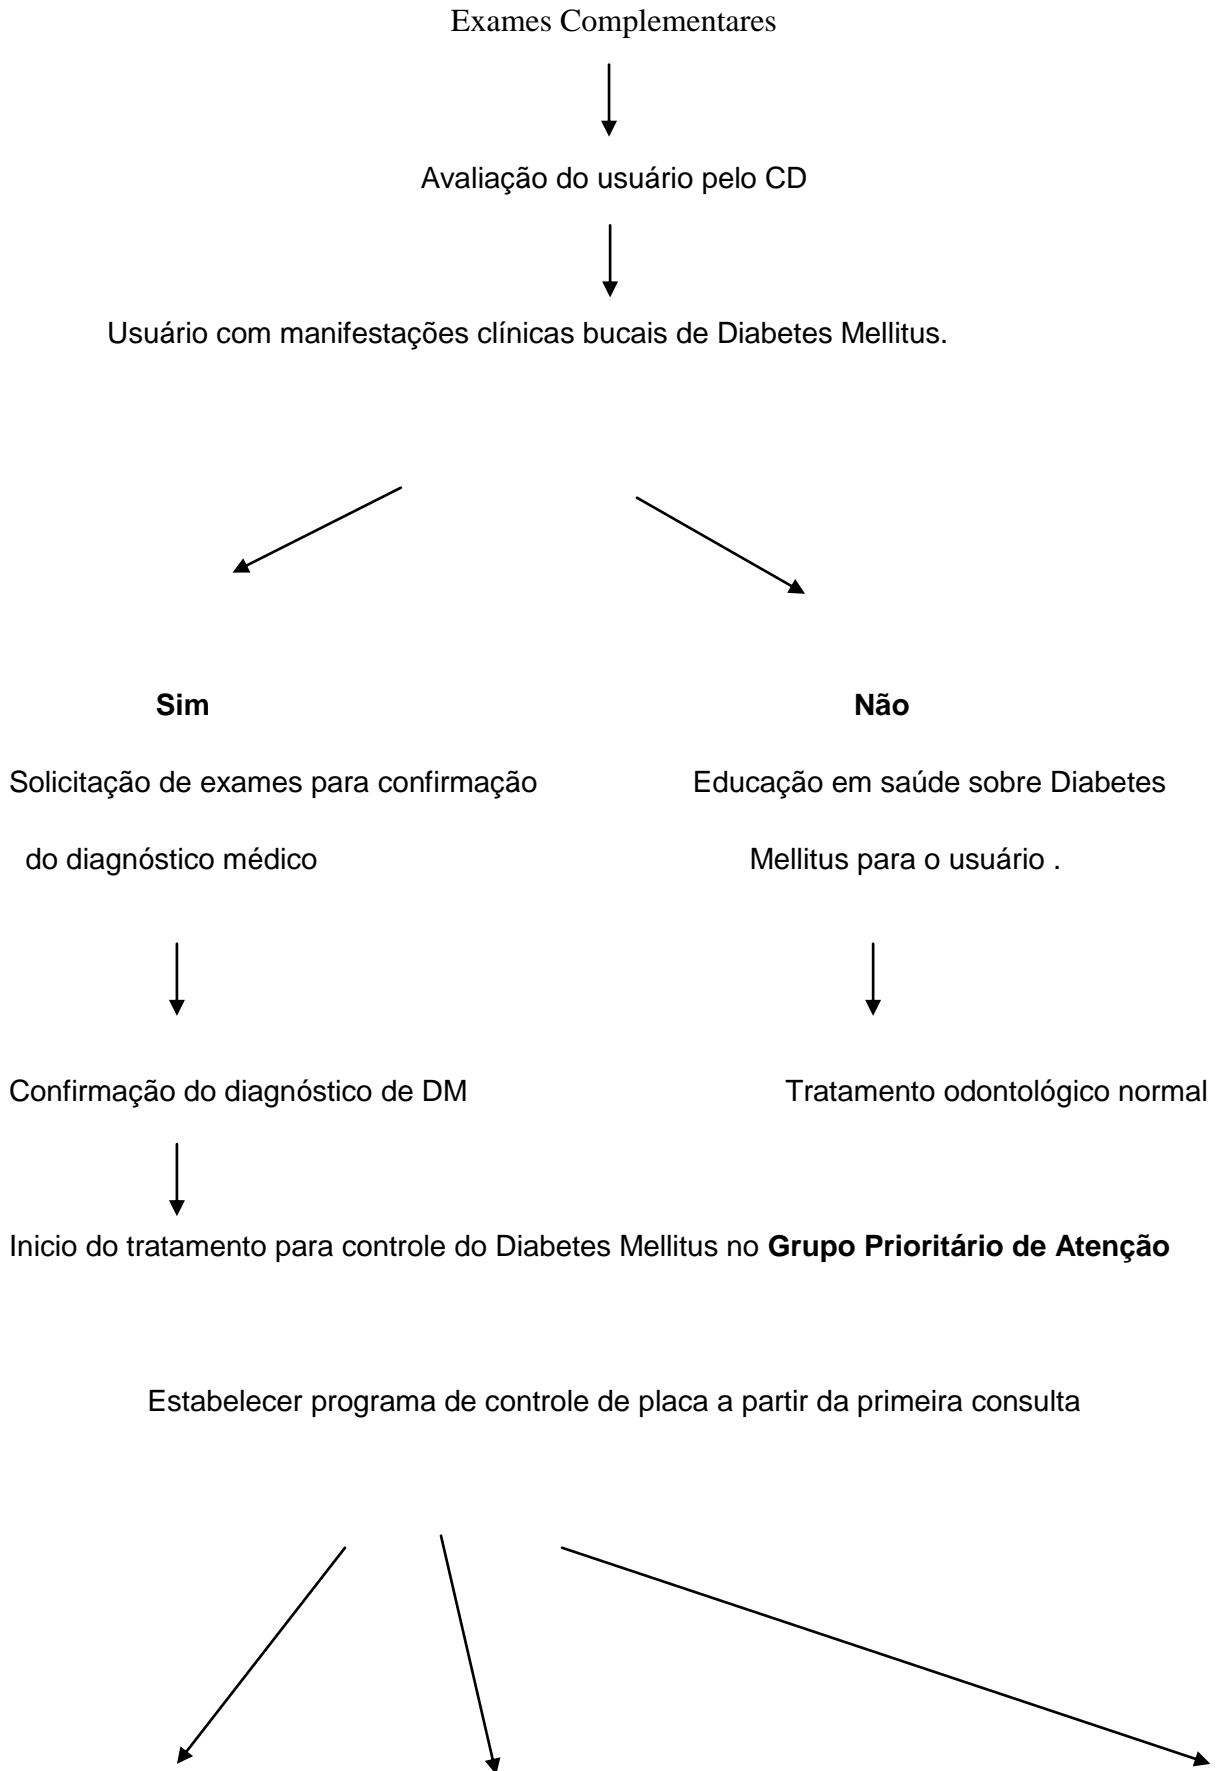 Exames Complementares
Avaliação do usuário pelo CD
Usuário com manifestações clínicas bucais de Diabetes Mellitus.
Sim
Não
Solicitação de exames para confirmação
do diagnóstico médico
Educação em saúde sobre Diabetes
Mellitus para o usuário .
Confirmação do diagnóstico de DM
Tratamento odontológico normal
Inicio do tratamento para controle do Diabetes Mellitus no Grupo Prioritário de Atenção
Estabelecer programa de controle de placa a partir da primeira consulta